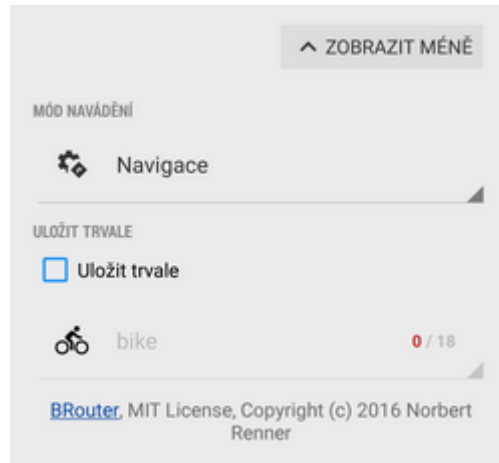 ZOBRAZIT MÉNĚ
MÓD NAVÁDĚNÍ
Navigace
ULOŽIT TRVALE
Uložit trvale
bike 0 / 18
BRouter, MIT License, Copyright (c) 2016 Norbert
Renner